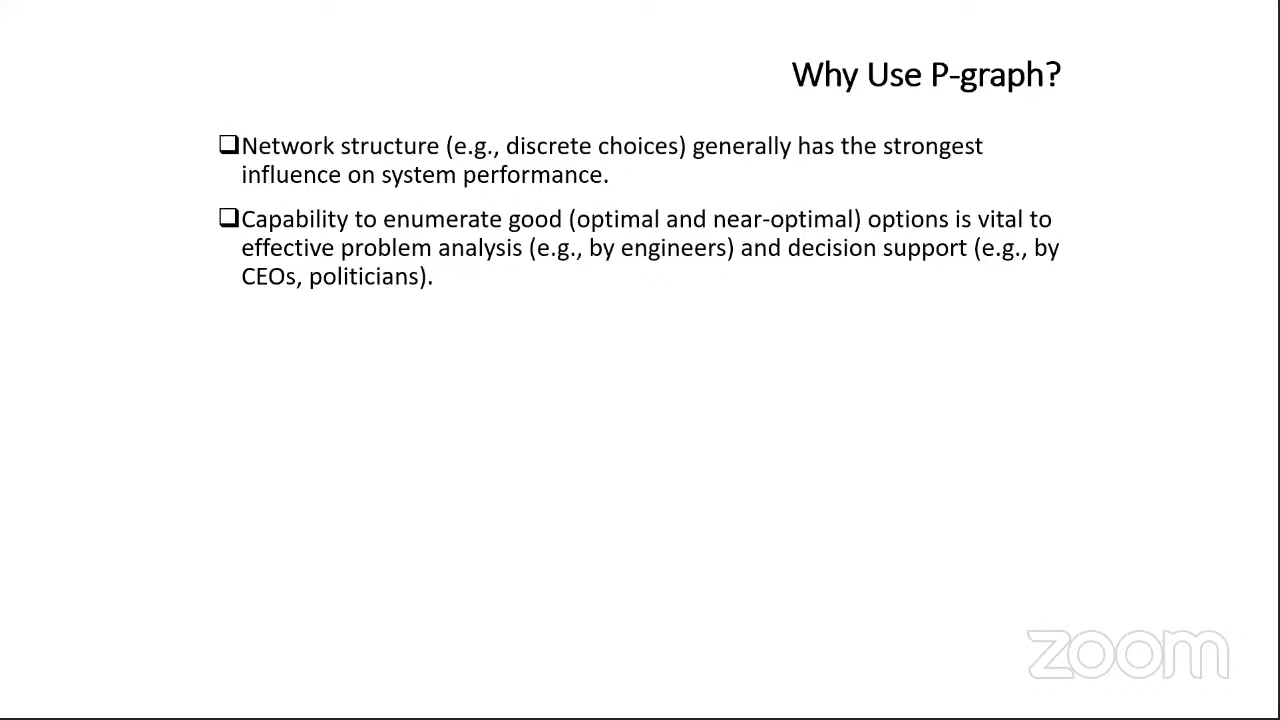 Why Use P-graph?
❑Network structure (e.g., discrete choices) generally has the strongest
influence on system performance.
❑Capability to enumerate good (optimal and near-optimal) options is vital to
effective problem analysis (e.g., by engineers) and decision support (e.g., by
CEOs, politicians).
zoom